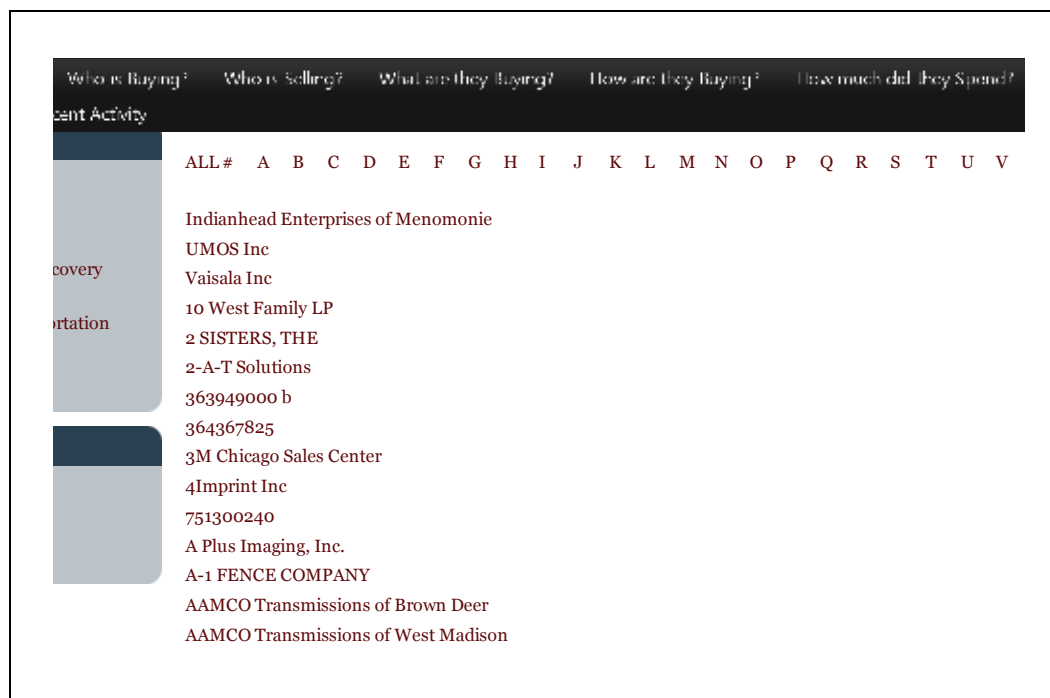 Who is Buying? Who is Selling? What are they Buying? How are they Buying? How much did they Spend?
cent Activity
ALL # A B C D E F G H I J K L M N O P Q R S T U V
Indianhead Enterprises of Menomonie
UMOS Inc
Vaisala Inc
covery
10 West Family LP
ortation
2 SISTERS, THE
2-A-T Solutions
363949000 b
364367825
3M Chicago Sales Center
4Imprint Inc
751300240
A Plus Imaging, Inc.
A-1 FENCE COMPANY
AAMCO Transmissions of Brown Deer
AAMCO Transmissions of West Madison